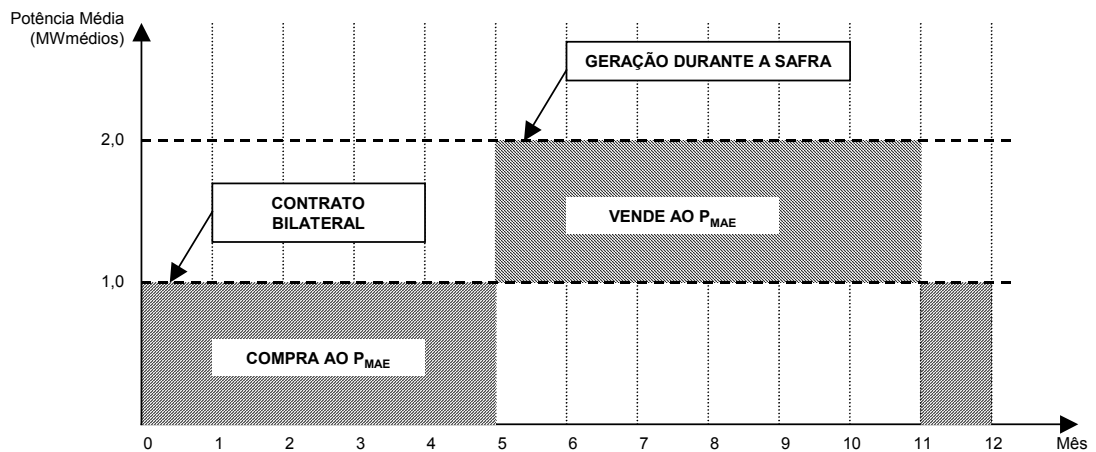 Potência Média
(MWmédios)
GERAÇÃO DURANTE A SAFRA
2,0
CONTRATO
BILATERAL
VENDE AO PMAE
1,0
COMPRA AO PMAE
0 1 2 3 4 5 6 7 8 9 10 11 12 Mês